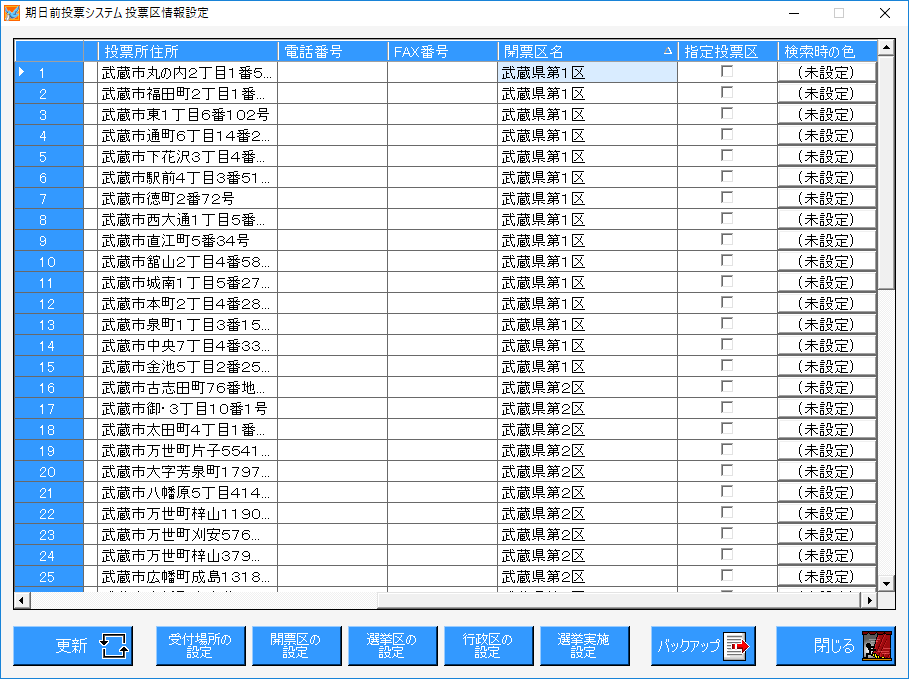 期日前投票システム 投票区情報設定
投票所住所 電話番号 FAX番号 開票区名 指定投票区 検索時の色
1 武蔵市丸の内2丁目1番5... 武蔵県第1区 (未設定)
2 武蔵市福田町2丁目1番... 武蔵県第1区 (未設定)
3 武蔵市東1丁目6番102号 武蔵県第1区 (未設定)
4 武蔵市通町6丁目14番2... 武蔵県第1区 (未設定)
5 武蔵市下花沢3丁目4番... 武蔵県第1区 (未設定)
6 武蔵市駅前4丁目3番51... 武蔵県第1区 (未設定)
7 武蔵市徳町2番72号 武蔵県第1区 (未設定)
8 武蔵市西大通1丁目5番... 武蔵県第1区 (未設定)
9 武蔵市直江町5番34号 武蔵県第1区 (未設定)
10 武蔵市舘山2丁目4番58... 武蔵県第1区 (未設定)
11 武蔵市城南1丁目5番27... 武蔵県第1区 (未設定)
12 武蔵市本町2丁目4番28... 武蔵県第1区 (未設定)
13 武蔵市泉町1丁目3番15... 武蔵県第1区 (未設定)
14 武蔵市中央7丁目4番33... 武蔵県第1区 (未設定)
15 武蔵市金池5丁目2番25... 武蔵県第1区 (未設定)
16 武蔵市古志田町76番地... 武蔵県第2区 (未設定)
17 武蔵市御・3丁目10番1号 武蔵県第2区 (未設定)
18 武蔵市太田町4丁目1番... 武蔵県第2区 (未設定)
19 武蔵市万世町片子5541... 武蔵県第2区 (未設定)
20 武蔵市大字芳泉町1797... 武蔵県第2区 (未設定)
21 武蔵市八幡原5丁目414... 武蔵県第2区 (未設定)
22 武蔵市万世町梓山1190... 武蔵県第2区 (未設定)
23 武蔵市万世町刈安576... 武蔵県第2区 (未設定)
24 武蔵市万世町梓山379... 武蔵県第2区 (未設定)
25 武蔵市広幡町成島1318... 武蔵県第2区 (未設定)
更新
受付場所の
設定
開票区の
設定
選挙区の
設定
行政区の
設定
選挙実施
設定
バックアップ
閉じる